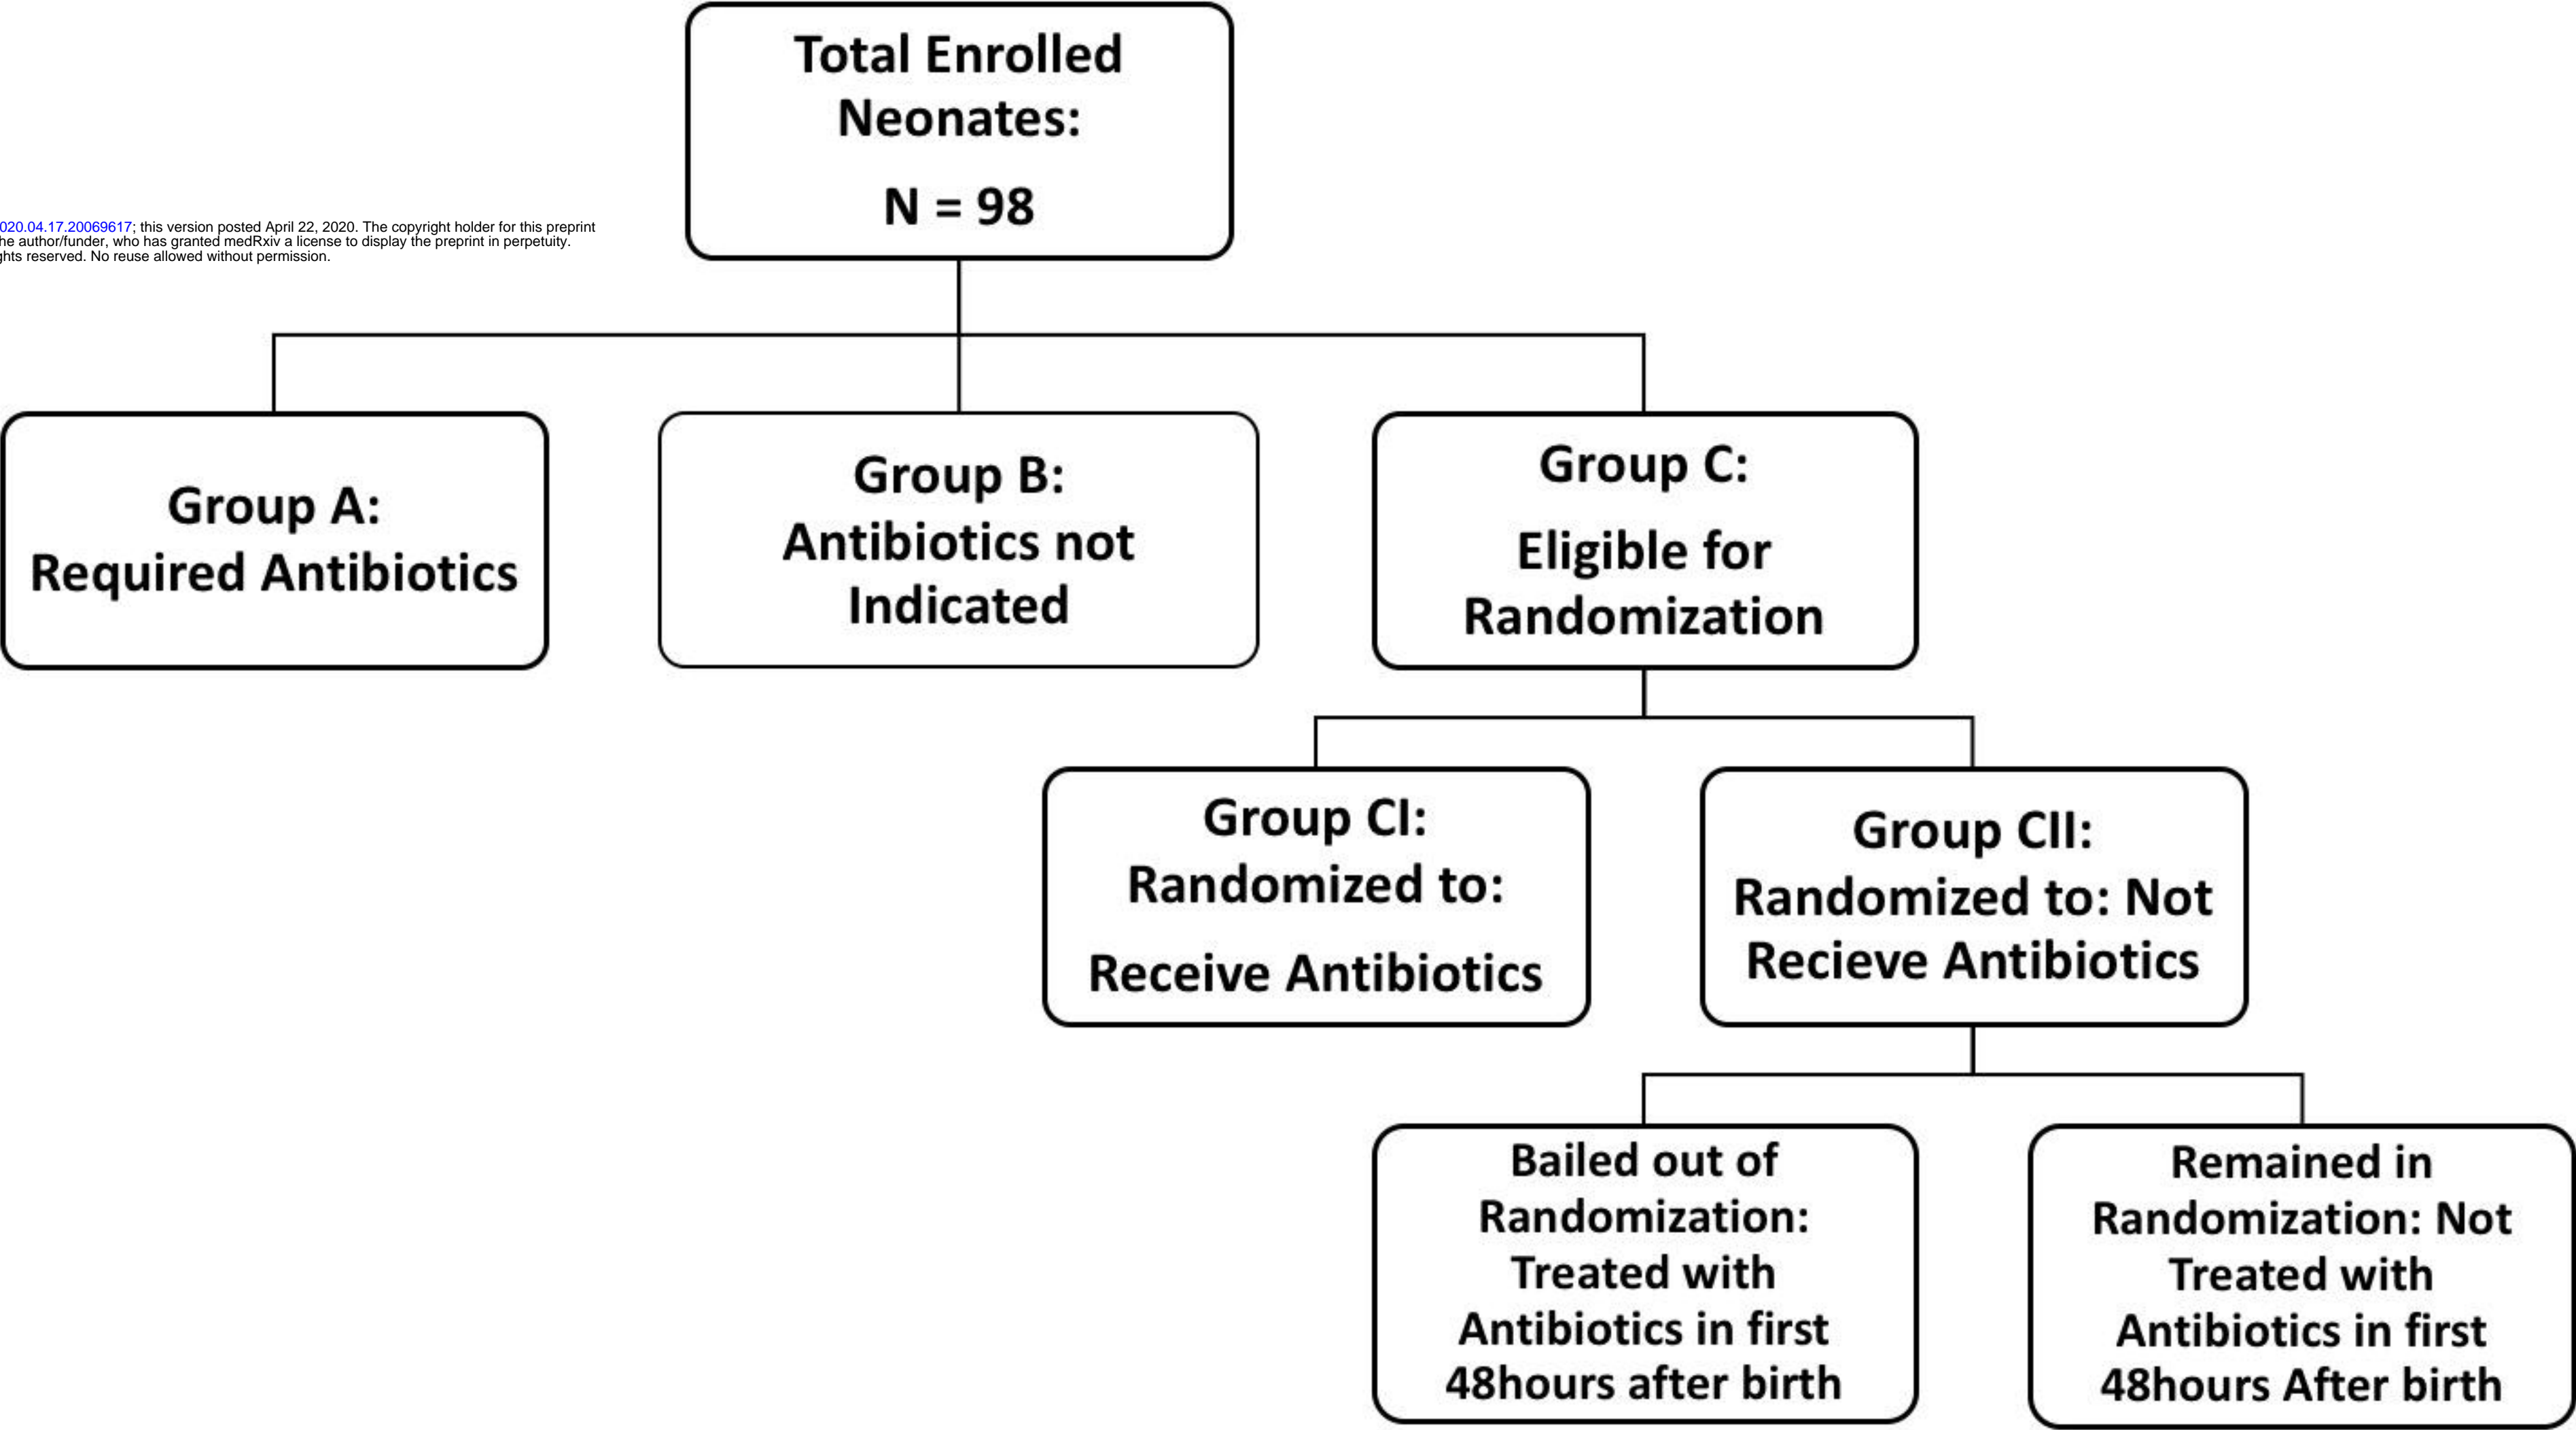 Total Enrolled
Neonates:
N = 98
020.04.17.20069617; this version posted April 22, 2020. The copyright holder for this preprint
he author/funder, who has granted medRxiv a license to display the preprint in perpetuity.
ghts reserved. No reuse allowed without permission.
Group A:
Required Antibiotics
Group B:
Antibiotics not
Indicated
Group C:
Eligible for
Randomization
Group CI:
Randomized to:
Receive Antibiotics
Group CII:
Randomized to: Not
Recieve Antibiotics
Bailed out of
Randomization:
Treated with
Antibiotics in first
48hours after birth
Remained in
Randomization: Not
Treated with
Antibiotics in first
48hours After birth